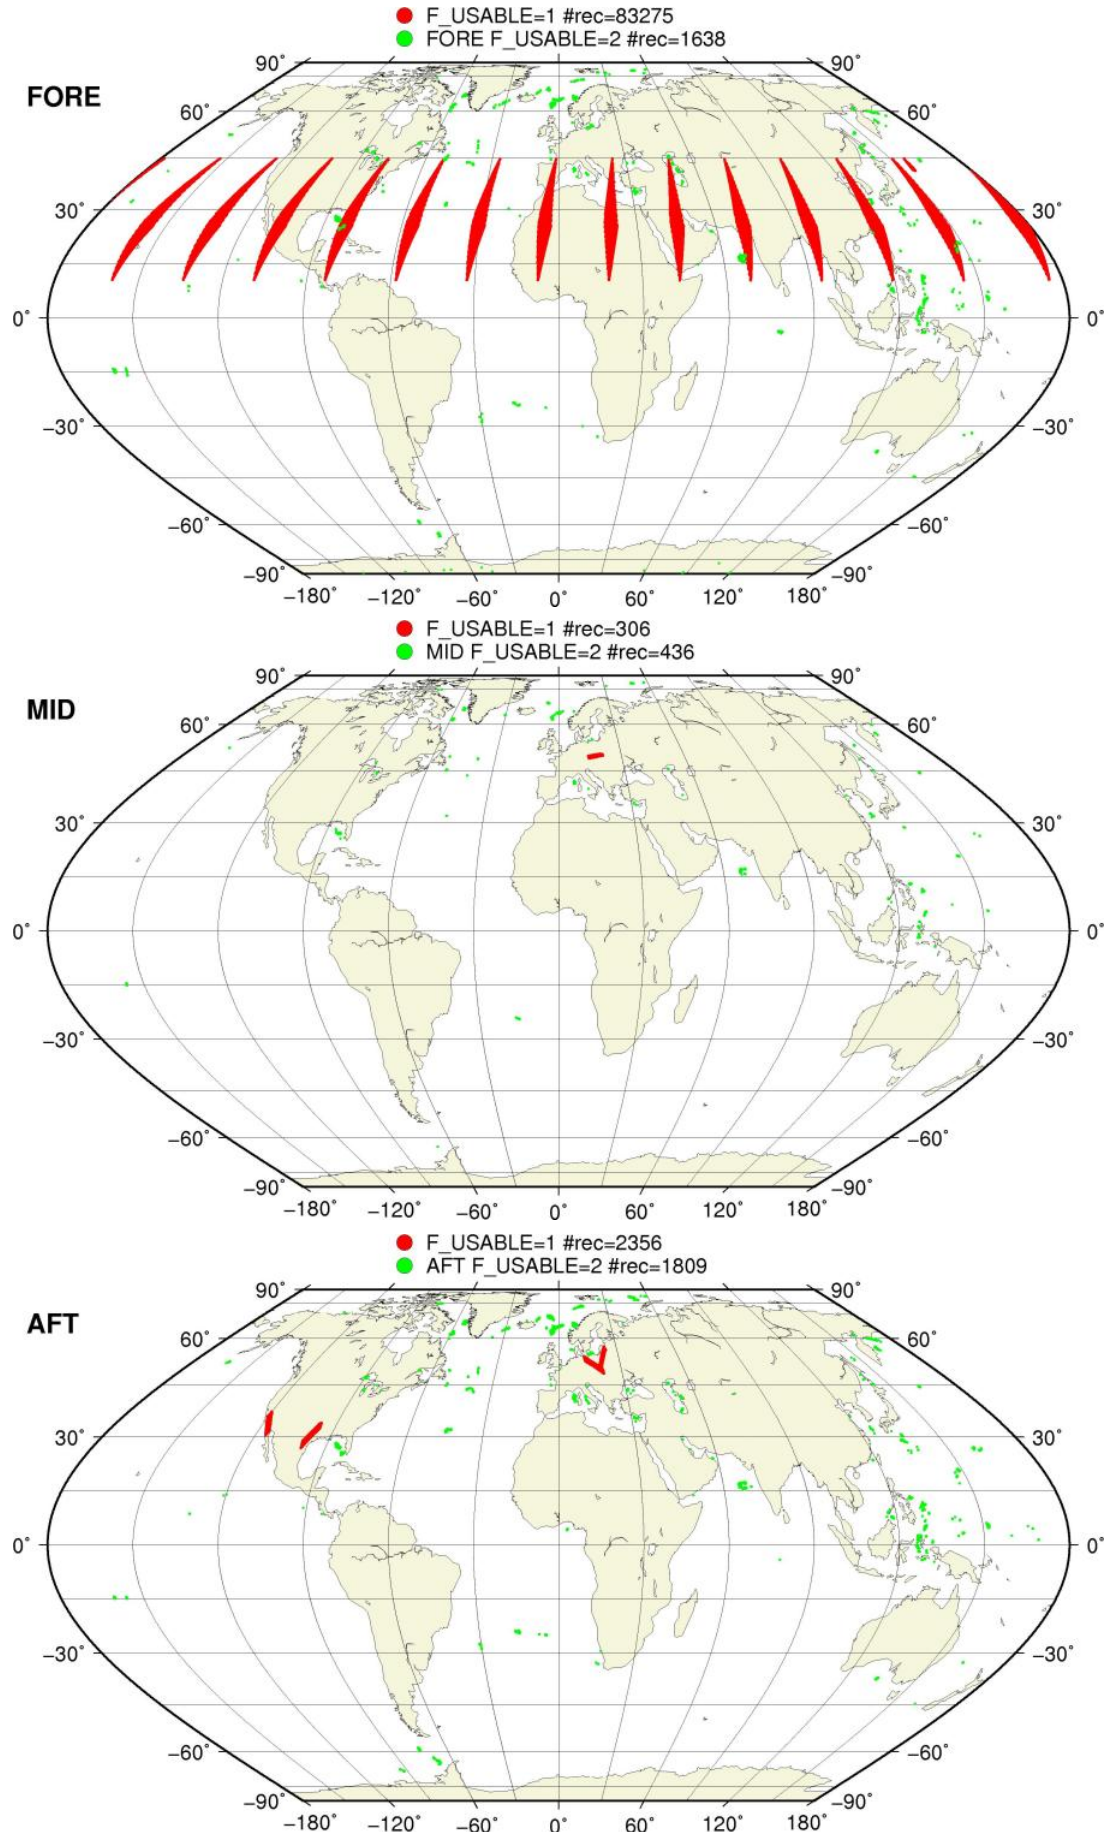 F_USABLE=1 #rec=83275
FORE F_USABLE=2 #rec=1638
FORE
90° 90°
60° 60°
30° 30°
0° 0°
−30° −30°
−60° −60°
−90° −90°
−180° −120° −60° 0° 60° 120° 180°
F_USABLE=1 #rec=306
MID F_USABLE=2 #rec=436
MID
90° 90°
60° 60°
30° 30°
0° 0°
−30° −30°
−60° −60°
−90° −90°
−180° −120° −60° 0° 60° 120° 180°
F_USABLE=1 #rec=2356
AFT F_USABLE=2 #rec=1809
AFT
90° 90°
60° 60°
30° 30°
0° 0°
−30° −30°
−60° −60°
−90° −90°
−180° −120° −60° 0° 60° 120° 180°